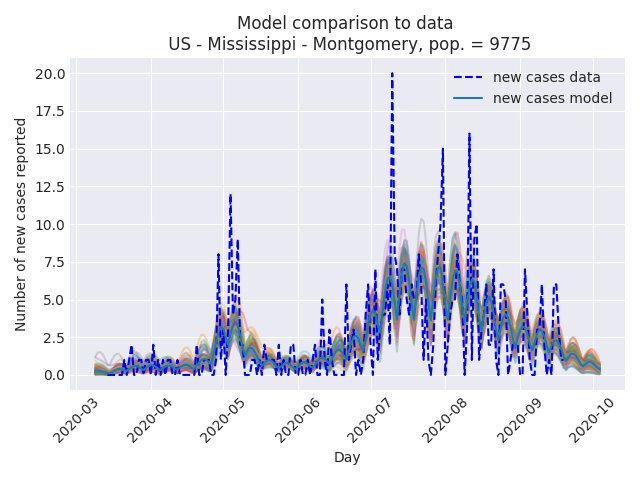 Model comparison to data
US - Mississippi - Montgomery, pop. = 9775
new cases data
new cases model
Number of new cases reported
20.0
17.5
15.0
12.5
10.0
7.5
5.0
2.5
0.0
2020-03
2020-04
2020-05
2020-06
2020-07
2020-08
2020-09
2020-10
Day